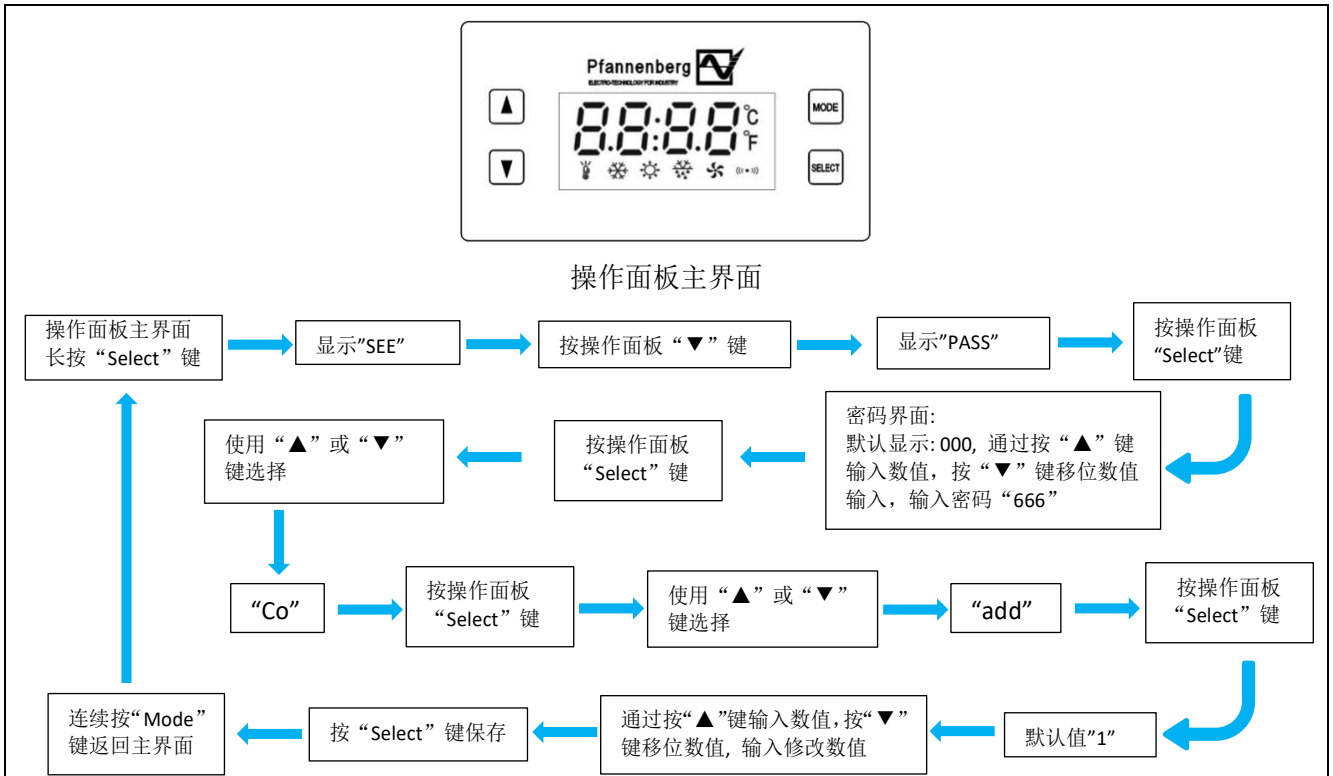 Pfannenberg
ELECTRO-TECHNOLOGY FOR INDUSTRY
▲
MODE
88:88 ℃
℉
▼
SELECT
操作面板主界面
操作面板主界面
长按“Select”键
显示”SEE”
按操作面板“▼”键
显示”PASS”
按操作面板
“Select”键
密码界面:
默认显示: 000, 通过按“▲”键
输入数值，按“▼”键移位数值
输入，输入密码“666”
按操作面板
“Select”键
使用“▲”或“▼”
键选择
“Co”
按操作面板
“Select”键
使用“▲”或“▼”
键选择
“add”
按操作面板
“Select”键
默认值”1”
通过按“▲”键输入数值，按“▼”
键移位数值, 输入修改数值
按“Select”键保存
连续按“Mode”
键返回主界面